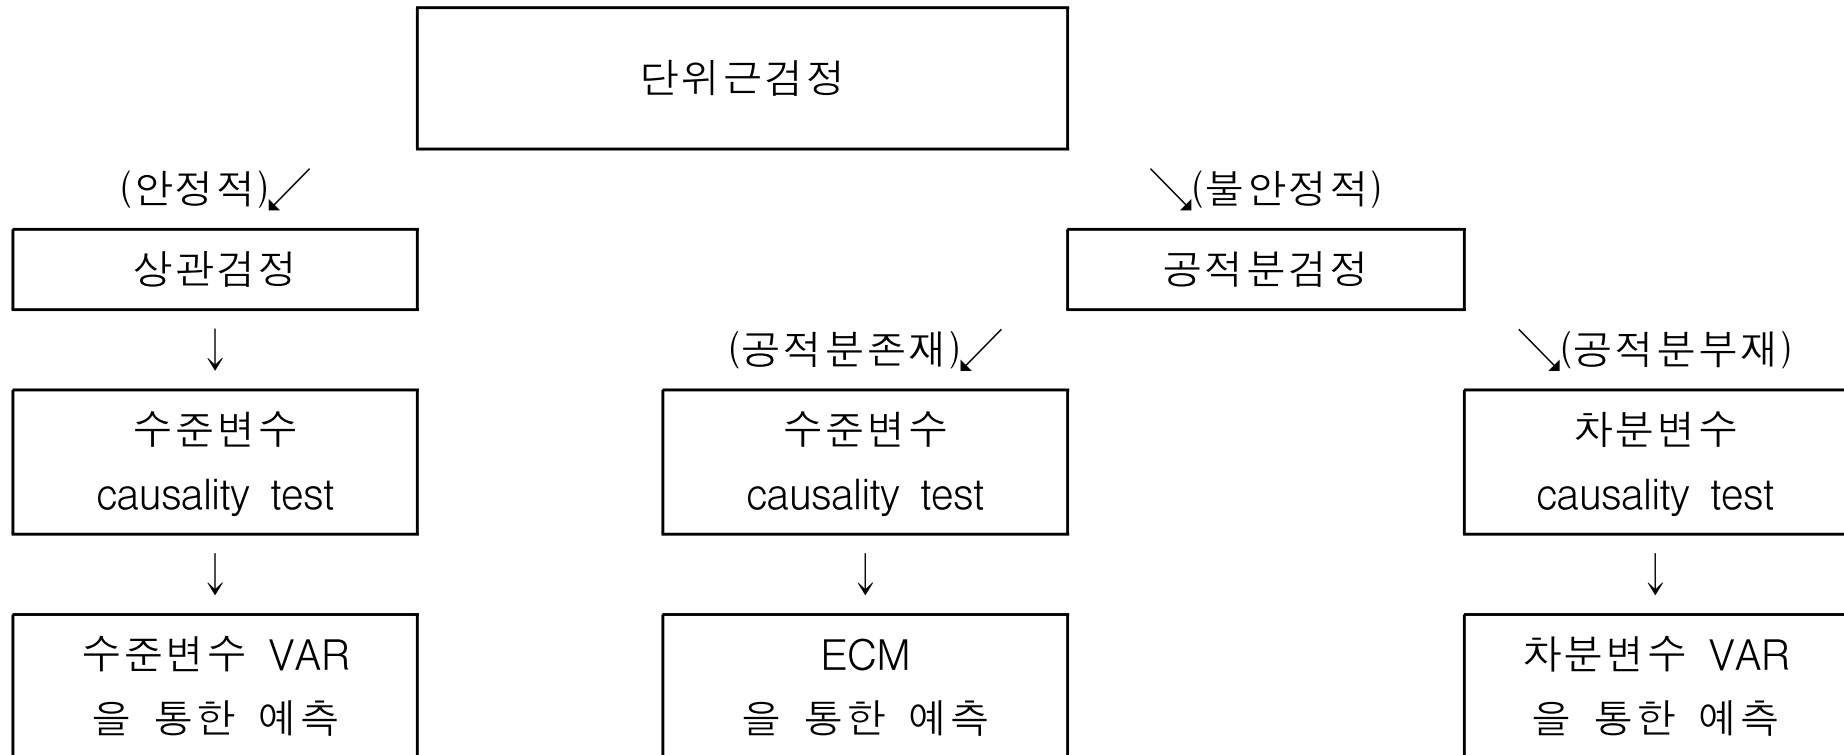 단위근검정
(안정적)↙ ↘(불안정적)
상관검정 공적분검정
↓ (공적분존재)↙ ↘(공적분부재)
수준변수 수준변수 차분변수
causality test causality test causality test
↓ ↓ ↓
수준변수 VAR ECM 차분변수 VAR
을 통한 예측 을 통한 예측 을 통한 예측